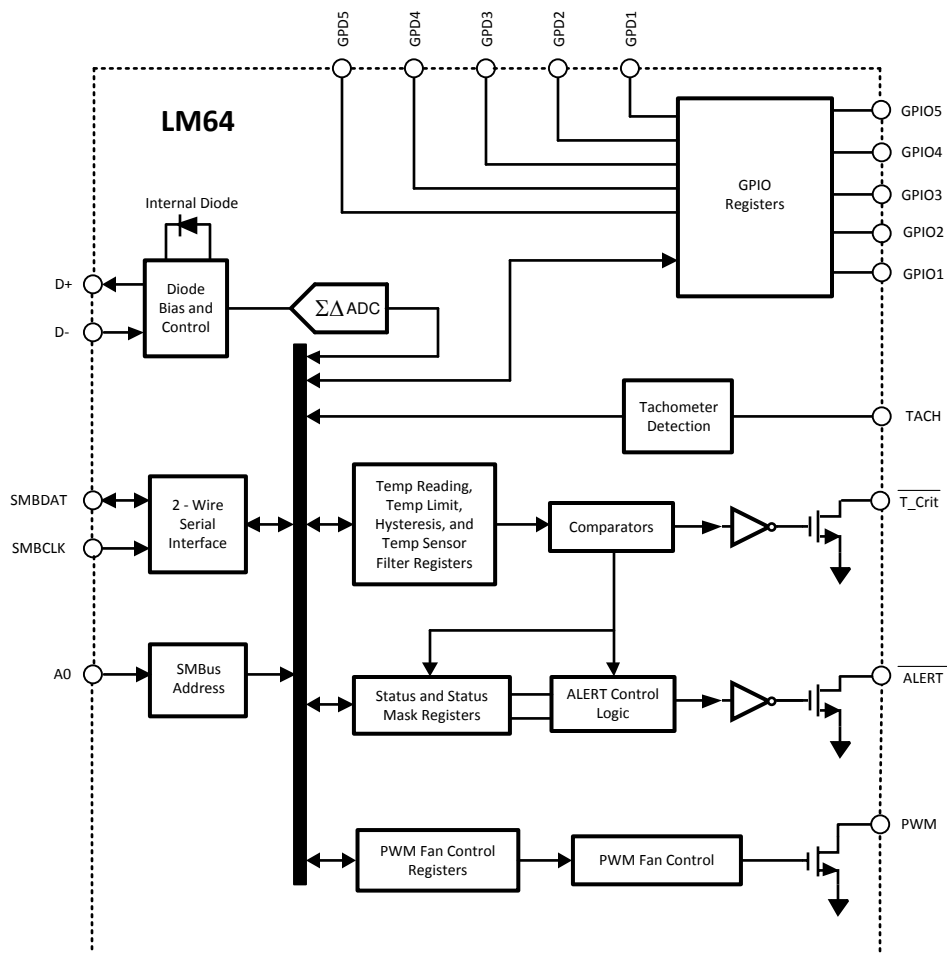 GPD5
GPD4
GPD3
GPD2
GPD1
LM64
GPIO5
GPIO4
GPIO3
GPIO2
GPIO1
GPIO
Registers
Internal Diode
D+
D-
Diode
Bias and
Control
ΣΔ ADC
Tachometer
Detection
TACH
SMBDAT
SMBCLK
2 - Wire
Serial
Interface
Temp Reading,
Temp Limit,
Hysteresis, and
Temp Sensor
Filter Registers
Comparators
T_Crit
A0
SMBus
Address
Status and Status
Mask Registers
ALERT Control
Logic
ALERT
PWM Fan Control
Registers
PWM Fan Control
PWM